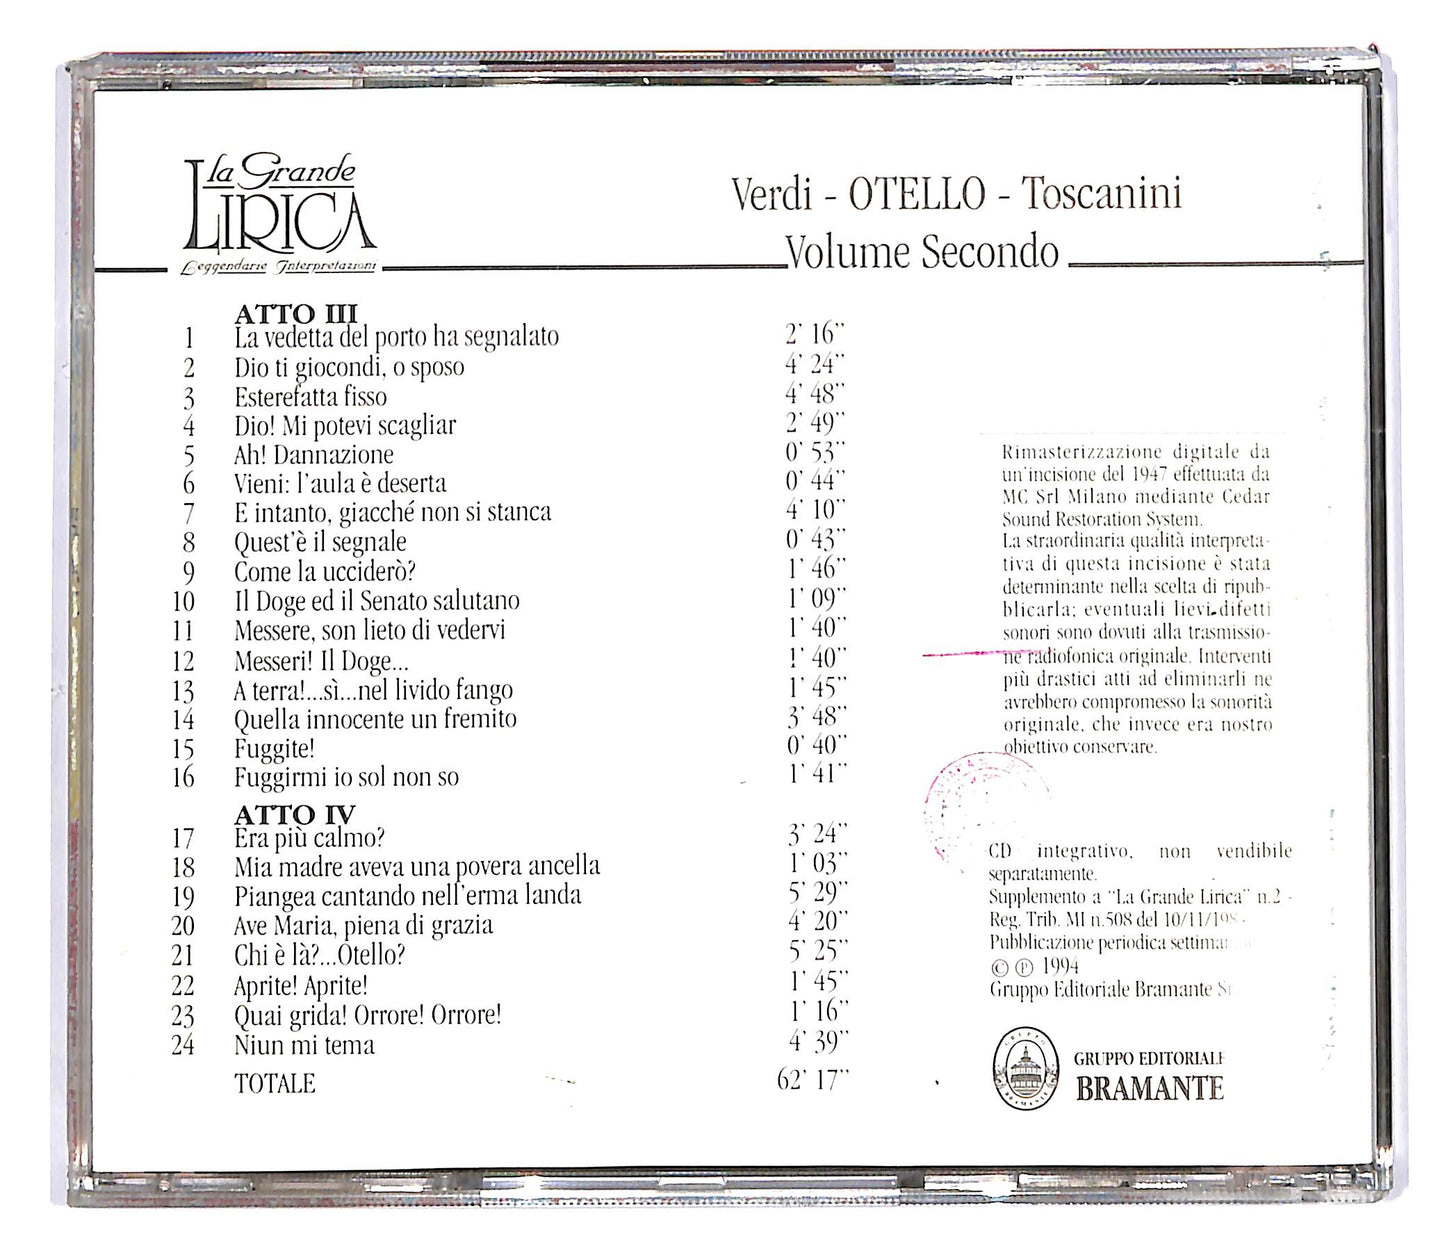 la Grande
LIRICA
Leggendarie Interpretazioni
Verdi - OTELLO - Toscanini
Volume Secondo
ATTO III
1 La vedetta del porto ha segnalato 2' 16''
2 Dio ti giocondi, o sposo 4' 24''
3 Esterefatta fisso 4' 48''
4 Dio! Mi potevi scagliar 2' 49''
5 Ah! Dannazione 0' 53''
6 Vieni: l'aula è deserta 0' 44''
7 E intanto, giacché non si stanca 4' 10''
8 Quest'è il segnale 0' 43''
9 Come la ucciderò? 1' 46''
10 Il Doge ed il Senato salutano 1' 09''
11 Messere, son lieto di vedervi 1' 40''
12 Messeri! Il Doge... 1' 40''
13 A terra!...sì...nel livido fango 1' 45''
14 Quella innocente un fremito 3' 48''
15 Fuggite! 0' 40''
16 Fuggirmi io sol non so 1' 41''
ATTO IV
17 Era più calmo? 3' 24''
18 Mia madre aveva una povera ancella 1' 03''
19 Piangea cantando nell'erma landa 5' 29''
20 Ave Maria, piena di grazia 4' 20''
21 Chi è là?...Otello? 5' 25''
22 Aprite! Aprite! 1' 45''
23 Quai grida! Orrore! Orrore! 1' 16''
24 Niun mi tema 4' 39''
TOTALE 62' 17''
Rimasterizzazione digitale da
un'incisione del 1947 effettuata da
MC Srl Milano mediante Cedar
Sound Restoration System.
La straordinaria qualità interpreta-
tiva di questa incisione è stata
determinante nella scelta di ripub-
blicarla; eventuali lievi difetti
sonori sono dovuti alla trasmissio-
ne radiofonica originale. Interventi
più drastici atti ad eliminarli ne
avrebbero compromesso la sonorità
originale, che invece era nostro
obiettivo conservare.
CD integrativo, non vendibile
separatamente.
Supplemento a "La Grande Lirica" n.2 -
Reg. Trib. MI n.508 del 10/11/198
Pubblicazione periodica
© ℗ 1994
Gruppo Editoriale Bramante
GRUPPO
BRAMANTE
GRUPPO EDITORIALE
BRAMANTE